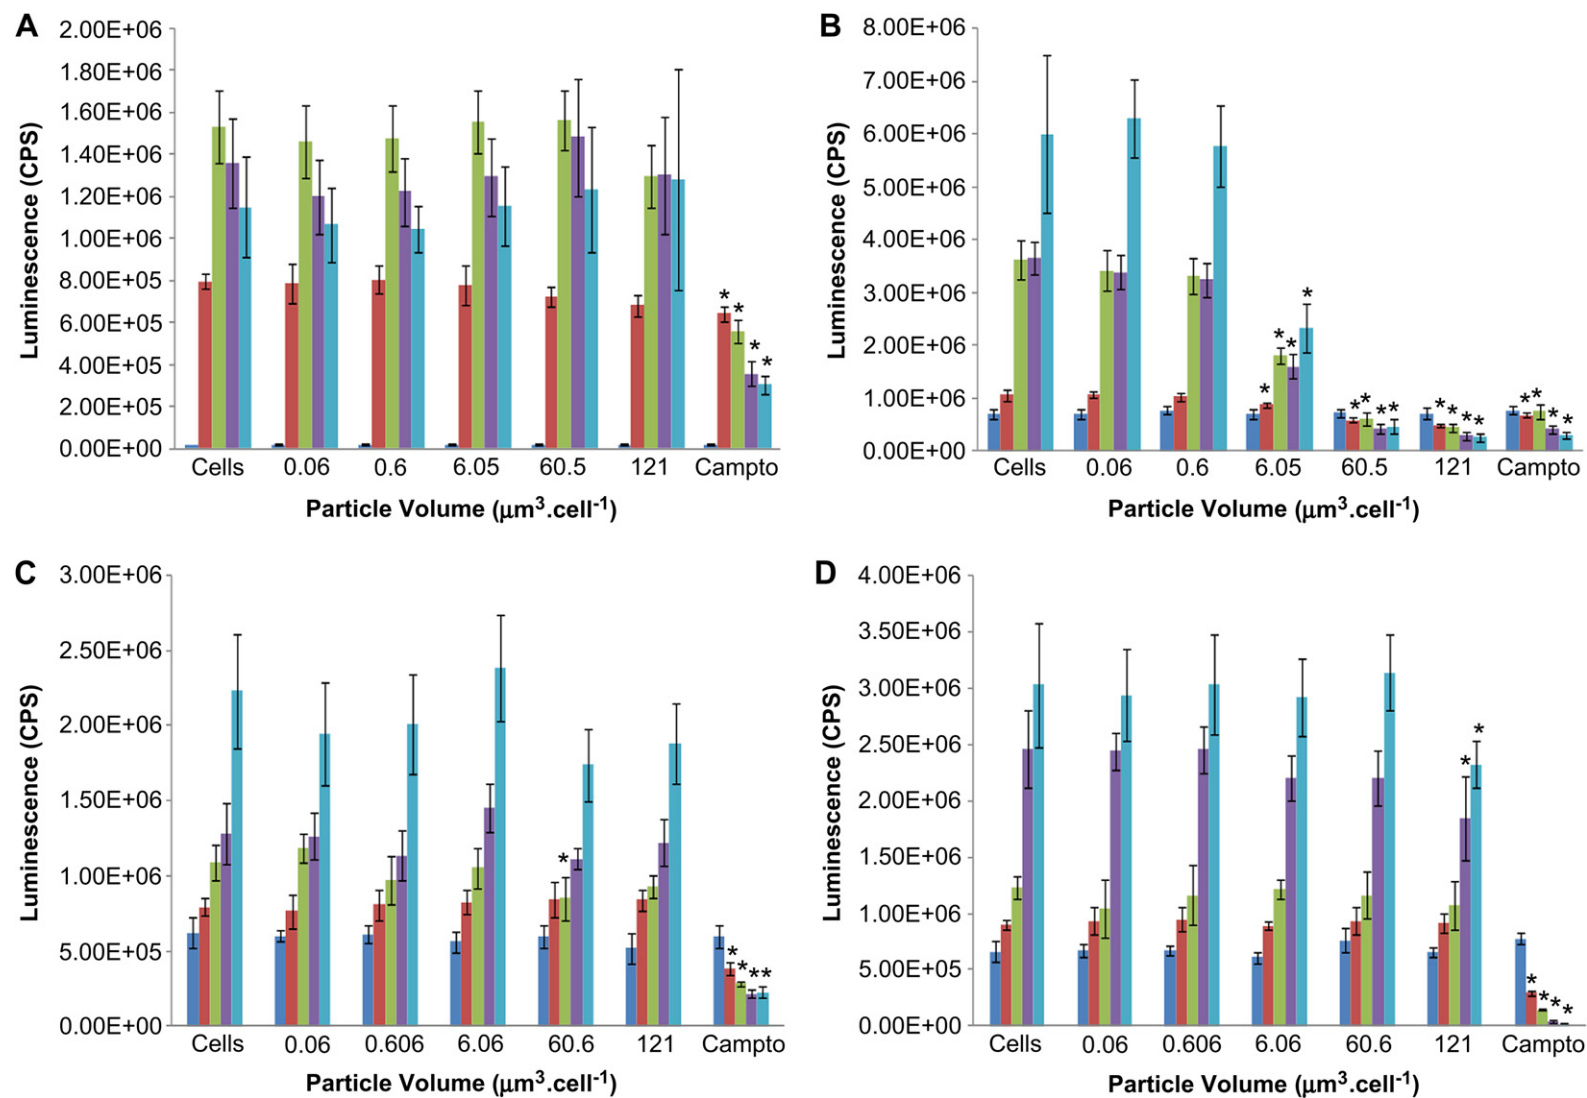 A
Luminescence (CPS)
2.00E+06
1.80E+06
1.60E+06
1.40E+06
1.20E+06
1.00E+06
8.00E+05
6.00E+05
4.00E+05
2.00E+05
0.00E+00
* * * *
Cells 0.06 0.6 6.05 60.5 121 Campto
Particle Volume (μm³.cell⁻¹)
B
Luminescence (CPS)
8.00E+06
7.00E+06
6.00E+06
5.00E+06
4.00E+06
3.00E+06
2.00E+06
1.00E+06
0.00E+00
* * * * * * * * * * * * * * * *
Cells 0.06 0.6 6.05 60.5 121 Campto
Particle Volume (μm³.cell⁻¹)
C
Luminescence (CPS)
3.00E+06
2.50E+06
2.00E+06
1.50E+06
1.00E+06
5.00E+05
0.00E+00
* * * * *
Cells 0.06 0.606 6.06 60.6 121 Campto
Particle Volume (μm³.cell⁻¹)
D
Luminescence (CPS)
4.00E+06
3.50E+06
3.00E+06
2.50E+06
2.00E+06
1.50E+06
1.00E+06
5.00E+05
0.00E+00
* * * * * *
Cells 0.06 0.606 6.06 60.6 121 Campto
Particle Volume (μm³.cell⁻¹)